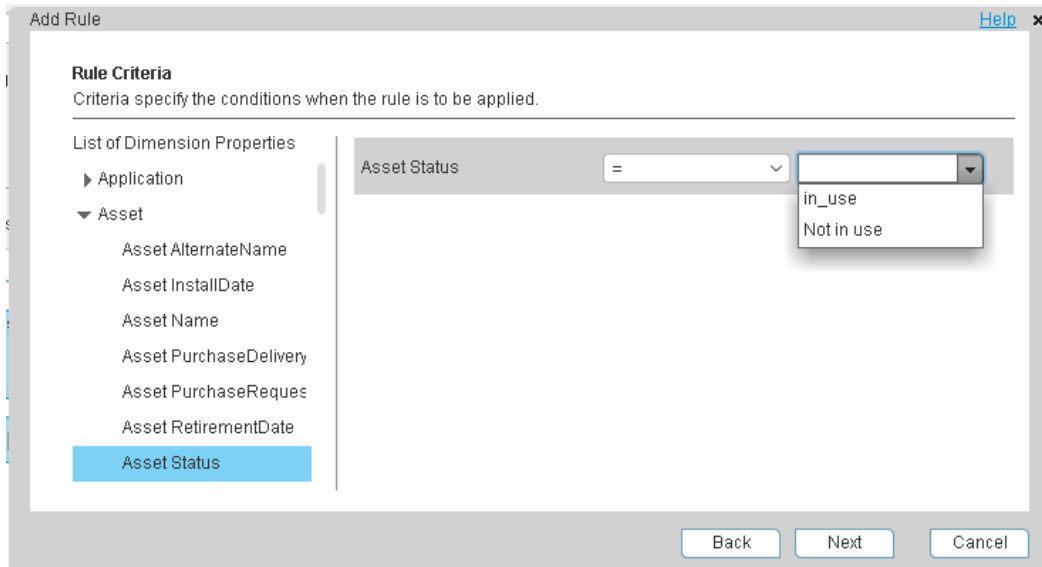 Add Rule
Help
Rule Criteria
Criteria specify the conditions when the rule is to be applied.
List of Dimension Properties
Application
Asset
Asset AlternateName
Asset InstallDate
Asset Name
Asset PurchaseDelivery
Asset PurchaseReques
Asset RetirementDate
Asset Status
Asset Status
=
in_use
Not in use
Back
Next
Cancel